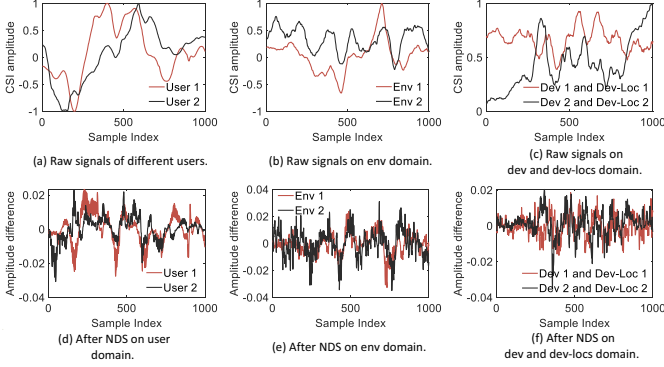 CSI amplitude
1
0.5
0
-0.5
-1
User 1
User 2
0
500
1000
Sample Index
(a) Raw signals of different users.
CSI amplitude
1
0.5
0
-0.5
-1
Env 1
Env 2
0
500
1000
Sample Index
(b) Raw signals on env domain.
CSI amplitude
1
0.5
0
Dev 1 and Dev-Loc 1
Dev 2 and Dev-Loc 2
0
500
1000
Sample Index
(c) Raw signals on
dev and dev-locs domain.
Amplitude difference
0.02
0
-0.02
-0.04
User 1
User 2
0
500
1000
Sample Index
(d) After NDS on user
domain.
Amplitude difference
0.04
0.02
0
-0.02
-0.04
Env 1
Env 2
0
500
1000
Sample Index
(e) After NDS on env domain.
Amplitude difference
0.02
0
-0.02
-0.04
Dev 1 and Dev-Loc 1
Dev 2 and Dev-Loc 2
0
500
1000
Sample Index
(f) After NDS on
dev and dev-locs domain.